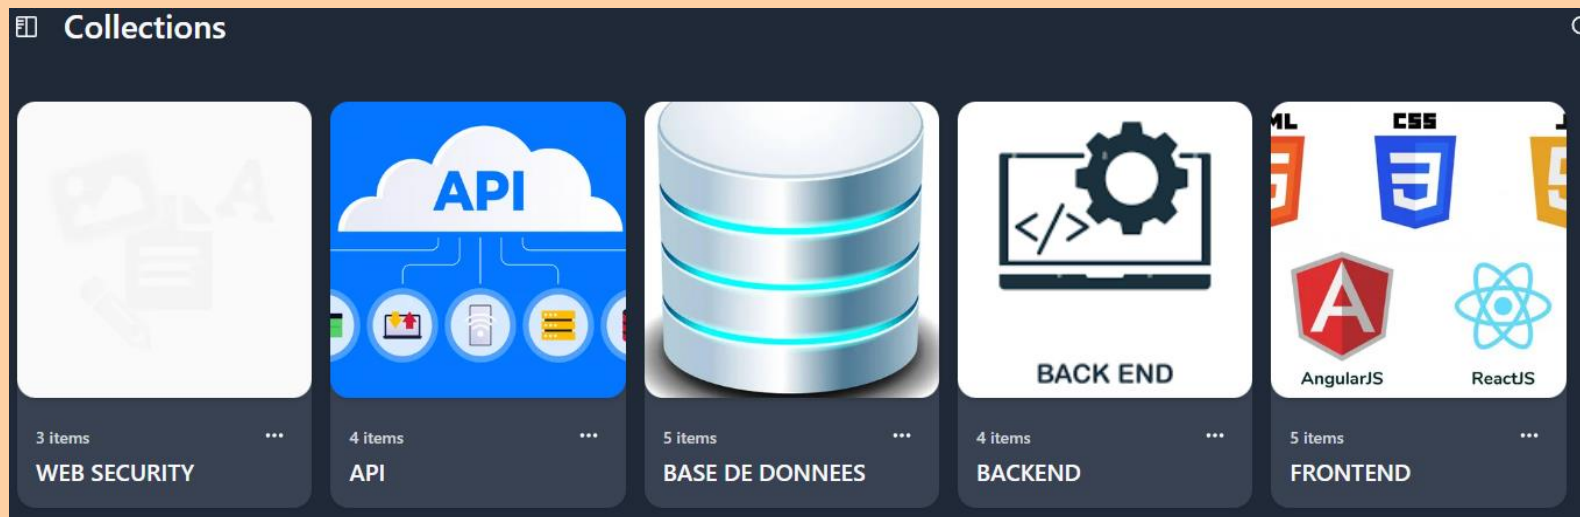 Collections
API
</>
BACK END
ML
CSS
J
AngularJS
ReactJS
3 items
WEB SECURITY
4 items
API
5 items
BASE DE DONNEES
4 items
BACKEND
5 items
FRONTEND